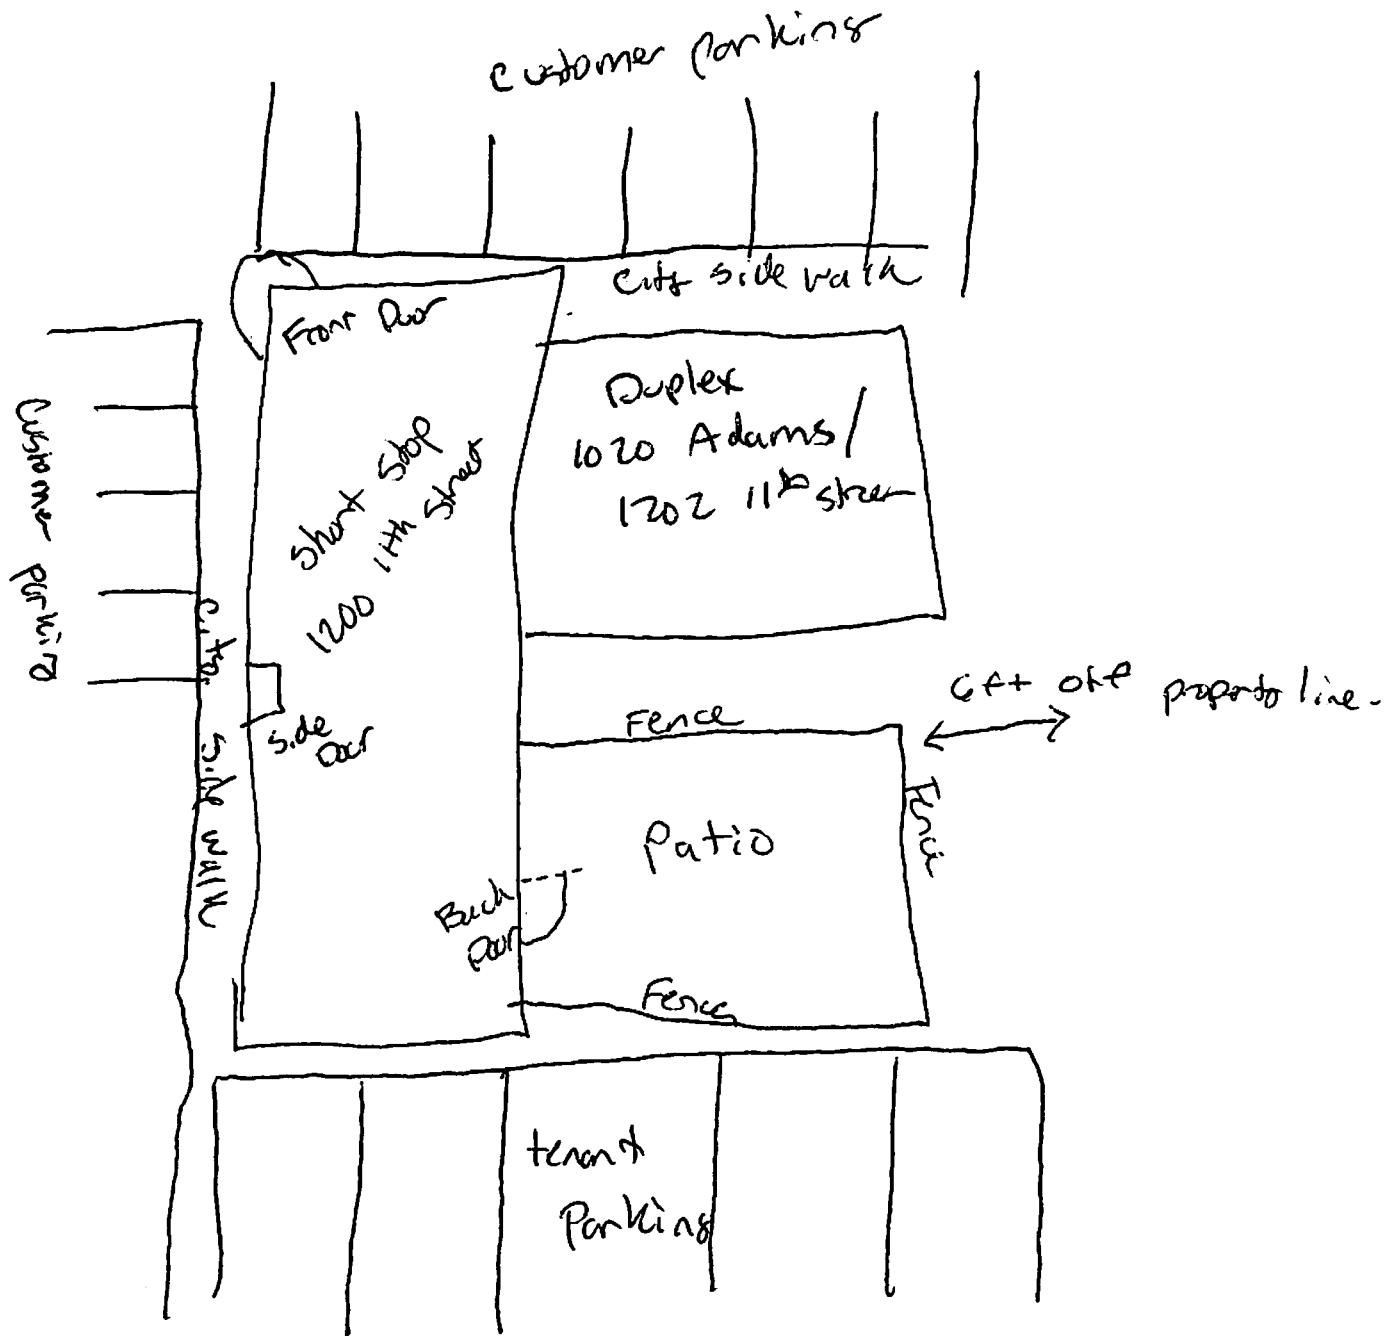 Customer parking
City side walk
Front Door
Duplex
1020 Adams/
1202 11th street
Short Stop
1200 11th Street
Customer parking
City side walk
Side
Door
6ft off property line.
Fence
Fence
Patio
Back
Door
Fence
tenant
Parking